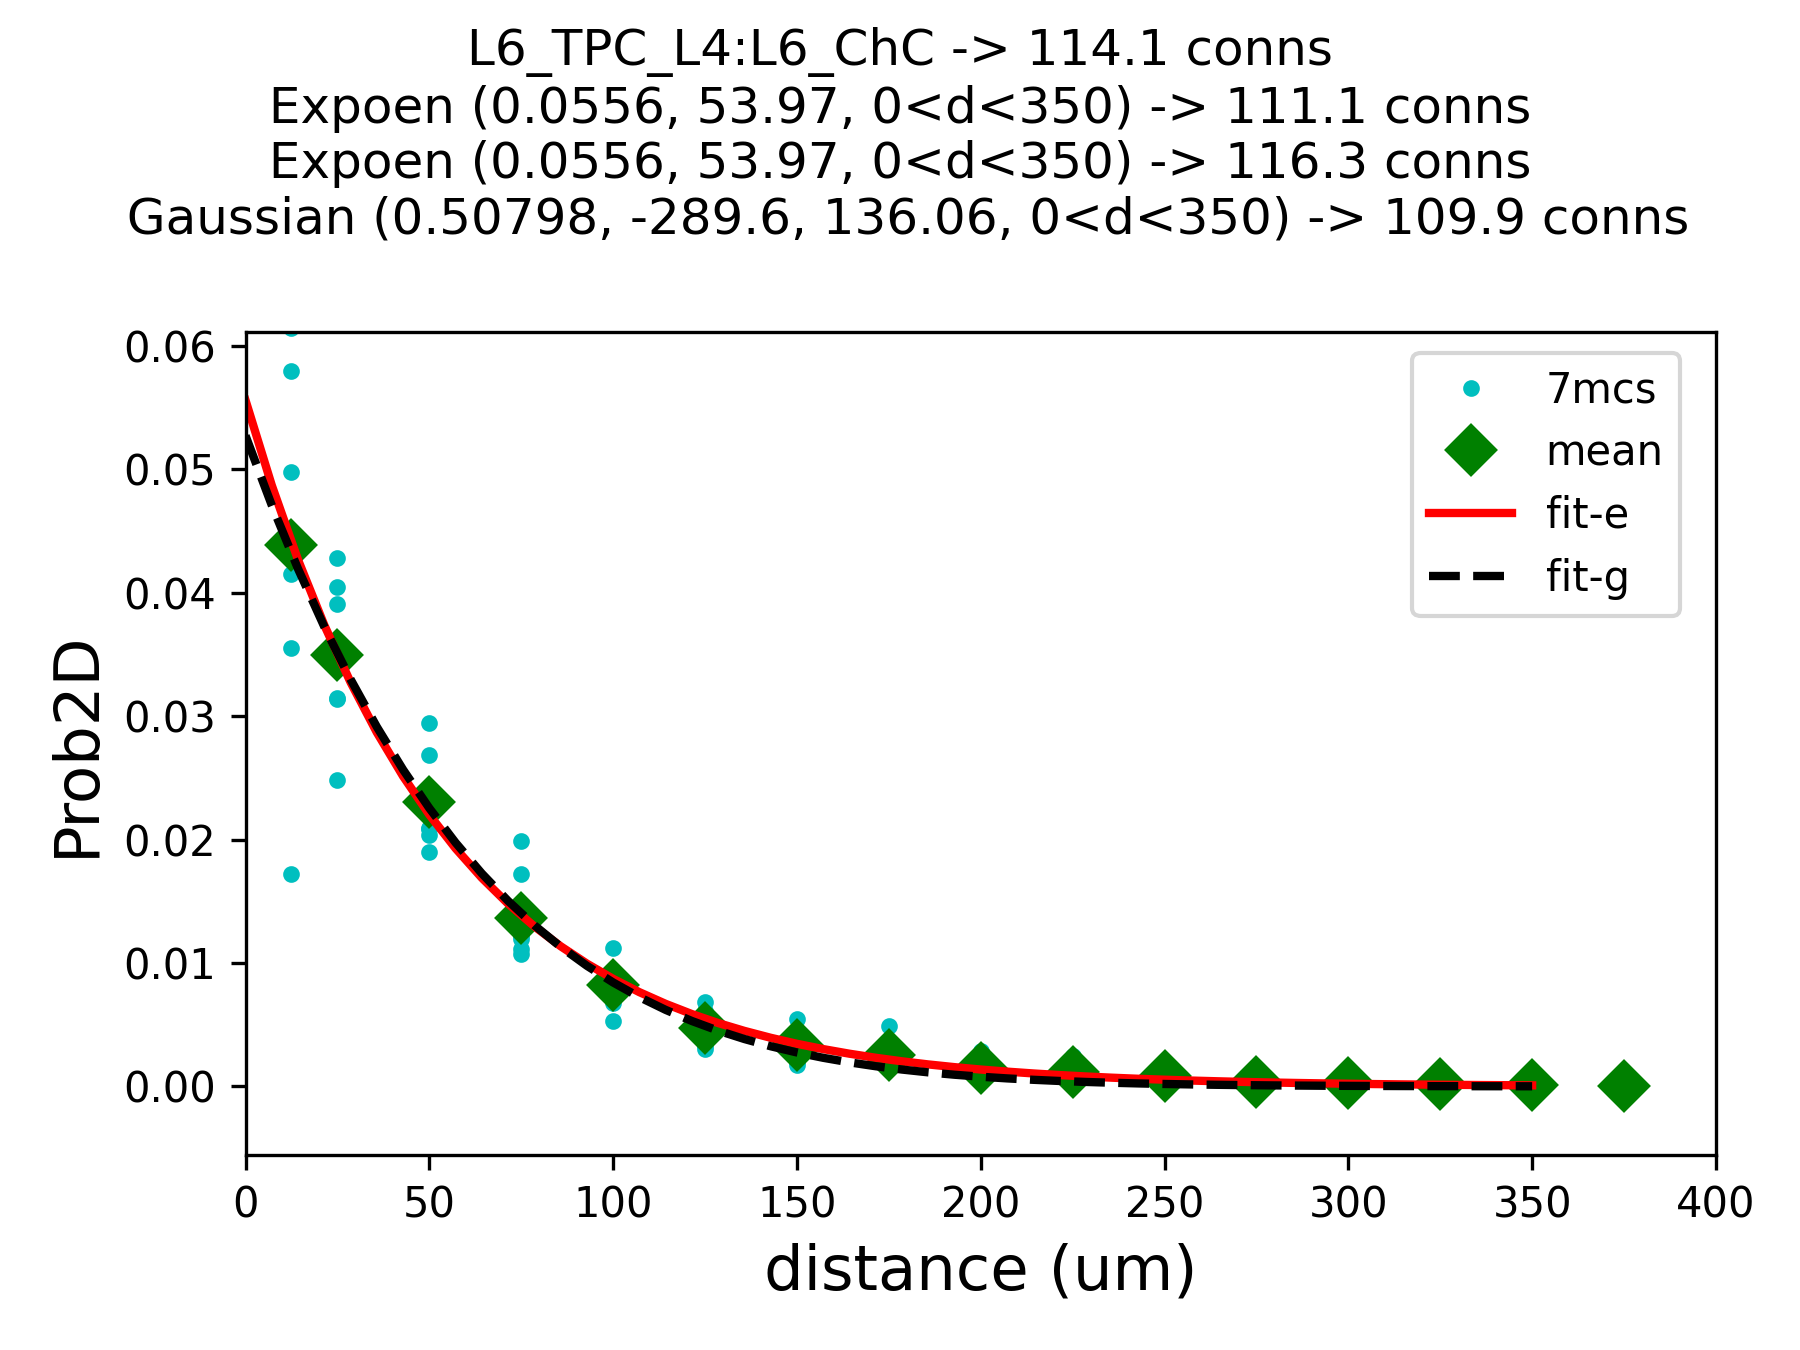 L6_TPC_L4:L6_ChC -> 114.1 conns
Expoen (0.0556, 53.97, 0<d<350) -> 111.1 conns
Expoen (0.0556, 53.97, 0<d<350) -> 116.3 conns
Gaussian (0.50798, -289.6, 136.06, 0<d<350) -> 109.9 conns
0.06
0.05
0.04
0.03
0.02
0.01
0.00
Prob2D
7mcs
mean
fit-e
fit-g
0 50 100 150 200 250 300 350 400
distance (um)